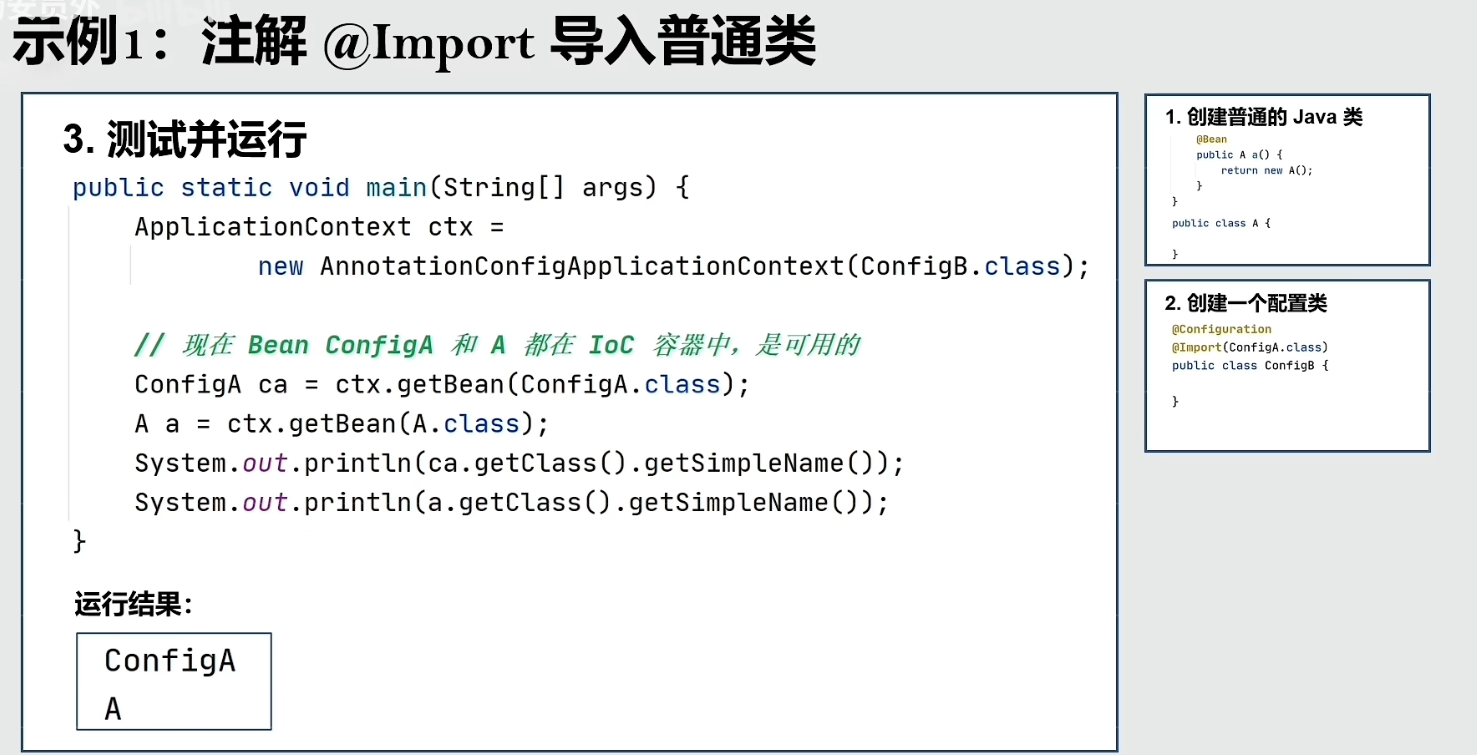 示例1：注解 @Import 导入普通类
3. 测试并运行
public static void main(String[] args) {
    ApplicationContext ctx =
            new AnnotationConfigApplicationContext(ConfigB.class);
    // 现在 Bean ConfigA 和 A 都在 IoC 容器中，是可用的
    ConfigA ca = ctx.getBean(ConfigA.class);
    A a = ctx.getBean(A.class);
    System.out.println(ca.getClass().getSimpleName());
    System.out.println(a.getClass().getSimpleName());
}
运行结果：
ConfigA
A
1. 创建普通的 Java 类
    @Bean
    public A a() {
        return new A();
    }
}
public class A {
}
2. 创建一个配置类
@Configuration
@Import(ConfigA.class)
public class ConfigB {
}